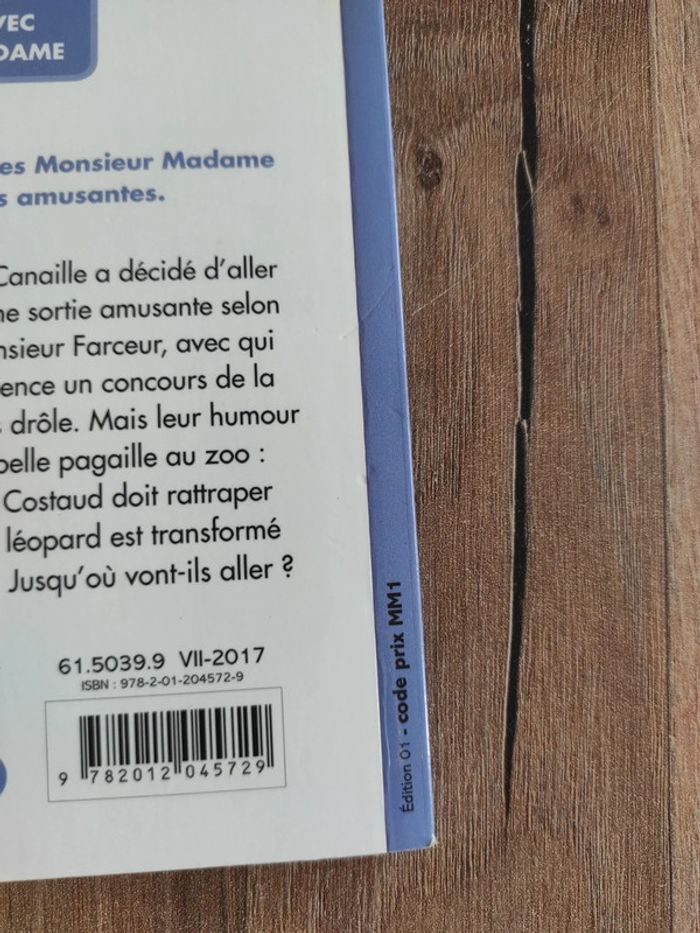 VEC
DAME
es Monsieur Madame
s amusantes.
Canaille a décidé d'aller
ne sortie amusante selon
nsieur Farceur, avec qui
ence un concours de la
s drôle. Mais leur humour
belle pagaille au zoo :
Costaud doit rattraper
léopard est transformé
Jusqu'où vont-ils aller ?
61.5039.9 VII-2017
ISBN : 978-2-01-204572-9
9 782012 045729
Édition 01 - code prix MM1